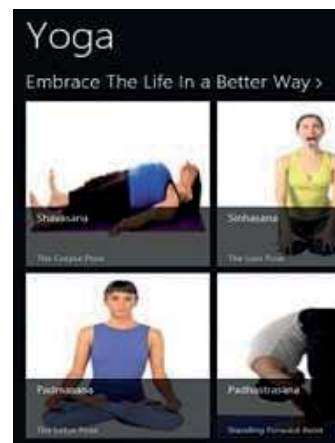 Yoga
Embrace The Life In a Better Way >
Shavasana
The Corpse Pose
Simhasana
The Lion Pose
Padmasana
The Lotus Pose
Padhastrasana
Standing Forward Bend